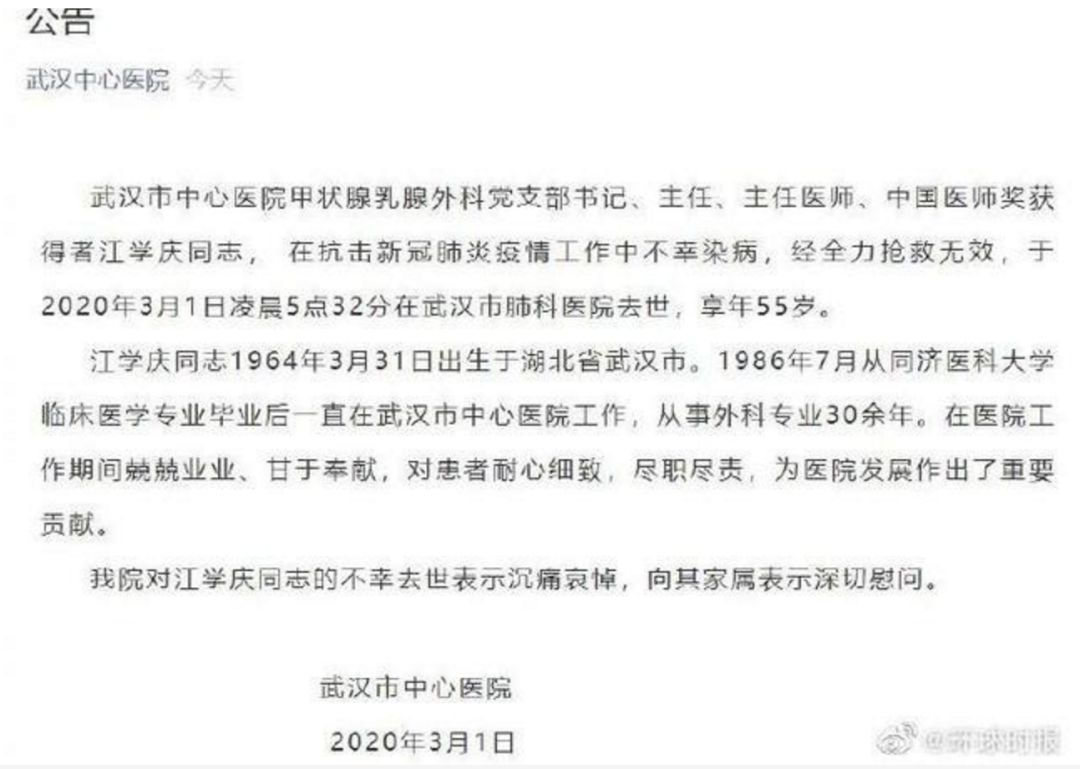 公告
武汉中心医院 今天
武汉市中心医院甲状腺乳腺外科党支部书记、主任、主任医师、中国医师奖获
得者江学庆同志，在抗击新冠肺炎疫情工作中不幸染病，经全力抢救无效，于
2020年3月1日凌晨5点32分在武汉市肺科医院去世，享年55岁。
江学庆同志1964年3月31日出生于湖北省武汉市。1986年7月从同济医科大学
临床医学专业毕业后一直在武汉市中心医院工作，从事外科专业30余年。在医院工
作期间兢兢业业、甘于奉献，对患者耐心细致，尽职尽责，为医院发展作出了重要
贡献。
我院对江学庆同志的不幸去世表示沉痛哀悼，向其家属表示深切慰问。
武汉市中心医院
2020年3月1日
@环球时报